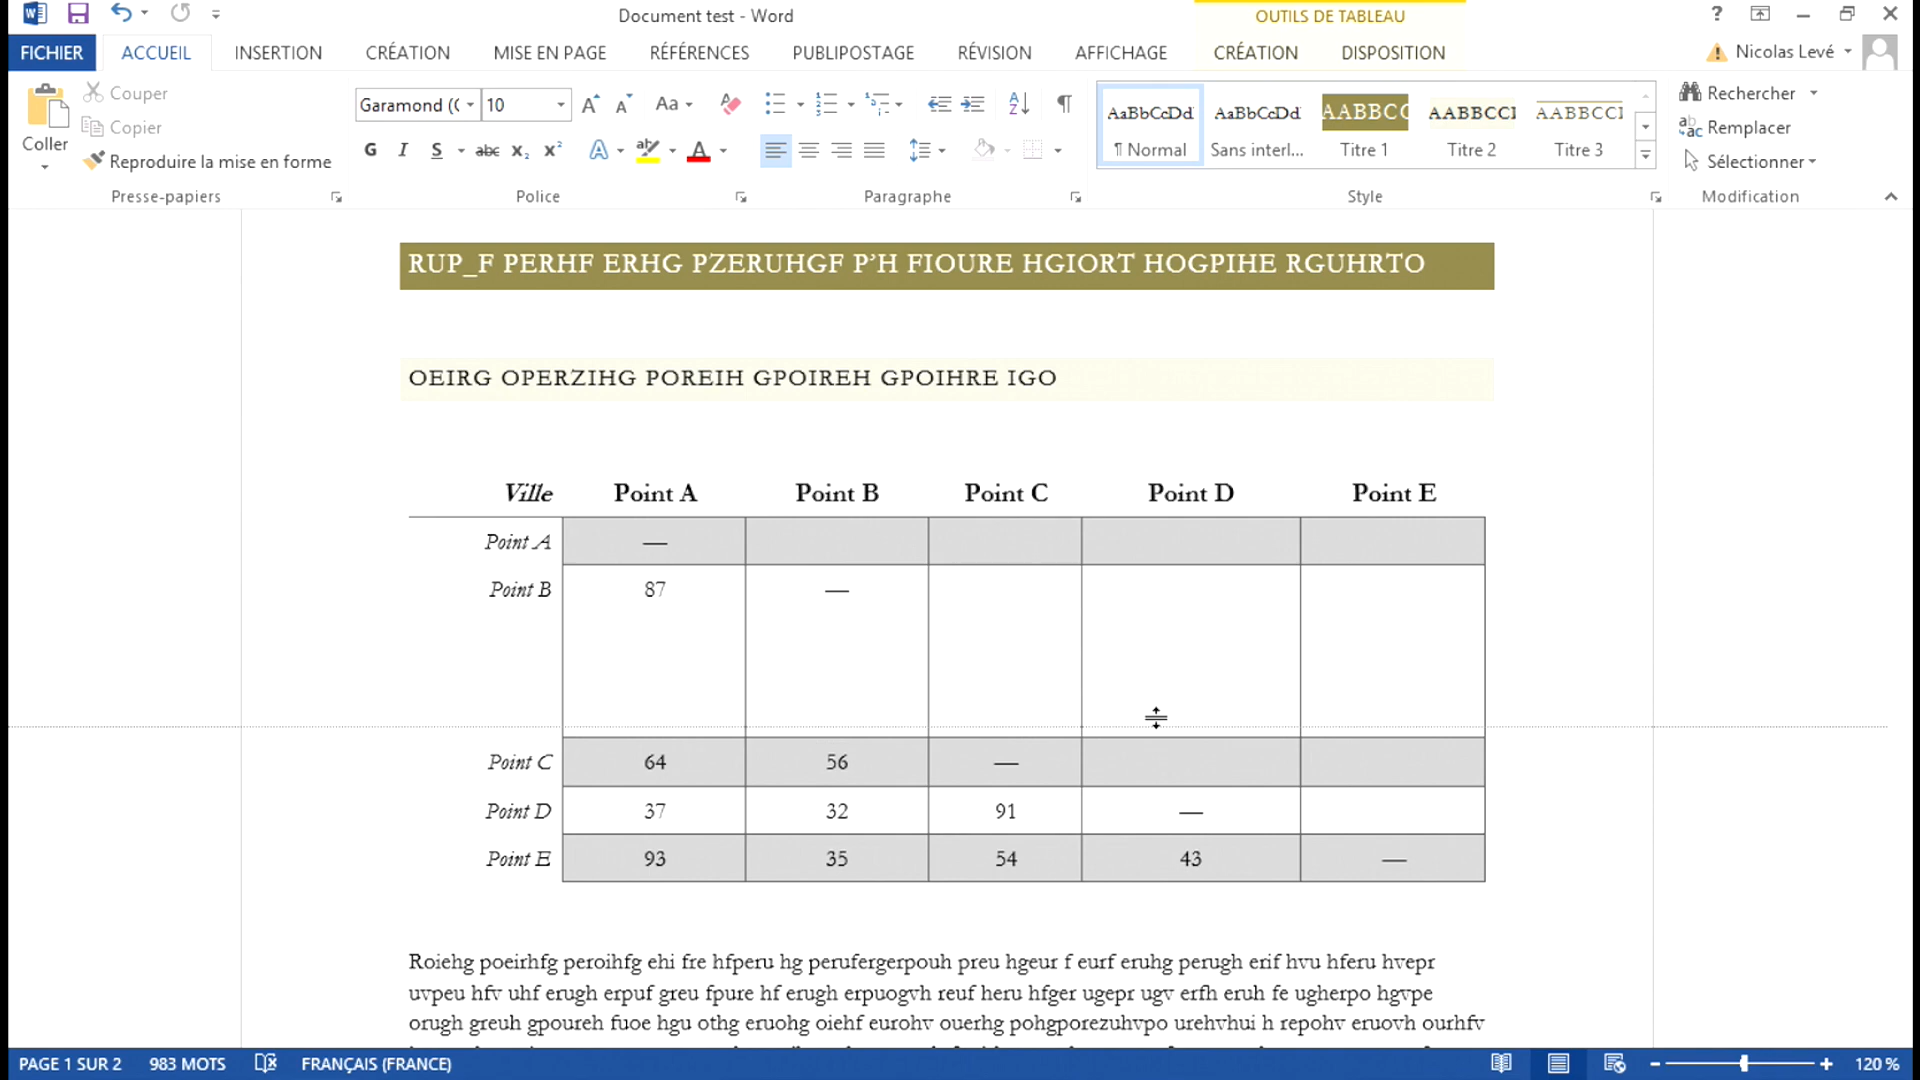 Document test - Word
OUTILS DE TABLEAU
?
FICHIER ACCUEIL INSERTION CRÉATION MISE EN PAGE RÉFÉRENCES PUBLIPOSTAGE RÉVISION AFFICHAGE CRÉATION DISPOSITION Nicolas Levé
Coller
Couper
Copier
Reproduire la mise en forme
Presse-papiers
Garamond (C 10 Aa
G I S abc x₂ x² A A
Police
Paragraphe
AaBbCcDd AaBbCcDd AABBCC AABBCCI AABBCCI
¶ Normal Sans interl... Titre 1 Titre 2 Titre 3
Style
Rechercher
Remplacer
Sélectionner
Modification
RUP_F PERHF ERHG PZERUHGF P’H FIOURE HGIORT HOGPIHE RGUHRTO
OEIRG OPERZIHG POREIH GPOIREH GPOIHRE IGO
Ville Point A Point B Point C Point D Point E
Point A —
Point B 87 —
Point C 64 56 —
Point D 37 32 91 —
Point E 93 35 54 43 —
Roiehg poeirhfg peroihfg ehi fre hfperu hg perufergerpouh preu hgeur f eurf eruhg perugh erif hvu hferu hvepr
uvpeu hfv uhf erugh erpuf greu fpure hf erugh erpuogvh reuf heru hfger ugepr ugv erfh eruh fe ugherpo hgvpe
orugh greuh gpoureh fuoe hgu othg eruohg oiehf eurohv ouerhg pohgporezuhvpo urehvhui h repohv eruovh ourhfv
PAGE 1 SUR 2 983 MOTS FRANÇAIS (FRANCE) 120 %